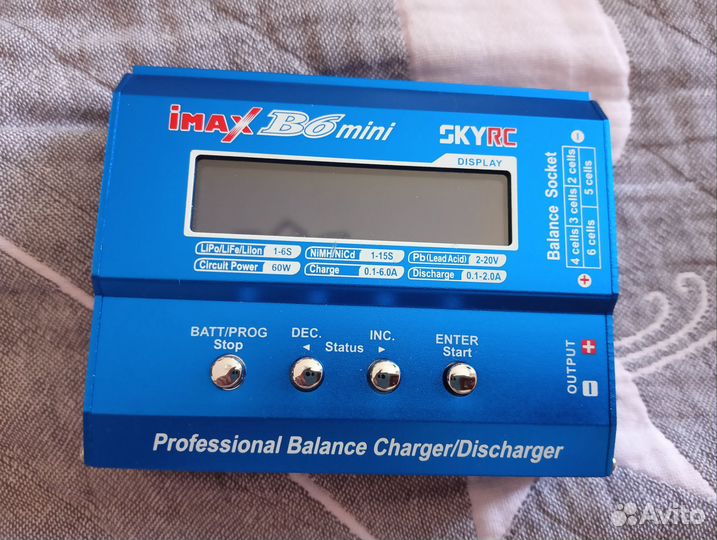 iMAX B6 mini SKYRC
DISPLAY
LiPo/LiFe/LiIon 1-6S NiMH/NiCd 1-15S Pb(Lead Acid) 2-20V
Circuit Power 60W Charge 0.1-6.0A Discharge 0.1-2.0A
Balance Socket
2 cells
3 cells
4 cells
5 cells
6 cells
BATT/PROG
Stop
DEC.
◄
Status
INC.
►
ENTER
Start
OUTPUT
Professional Balance Charger/Discharger
Avito